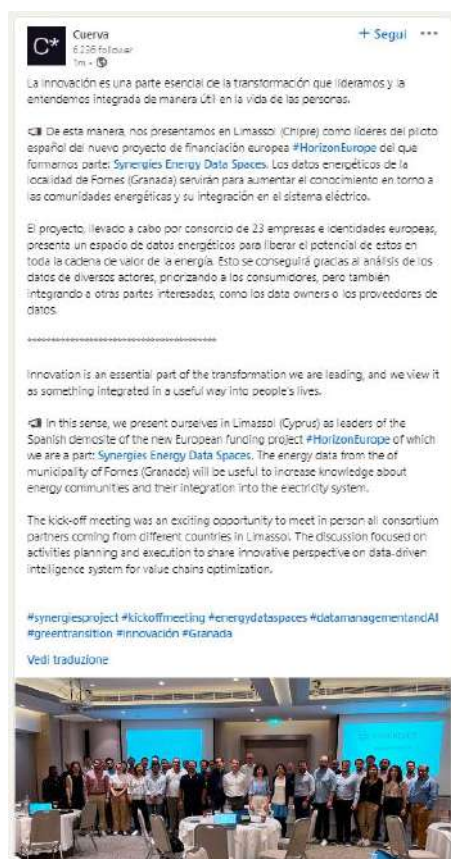 C*
Cuerva
6.236 follower
1m •
+ Segui •••
La innovación es una parte esencial de la transformación que lideramos y la
entendemos integrada de manera útil en la vida de las personas.
De esta manera, nos presentamos en Limassol (Chipre) como líderes del piloto
español del nuevo proyecto de financiación europea #HorizonEurope del que
formamos parte: Synergies Energy Data Spaces. Los datos energéticos de la
localidad de Fornes (Granada) servirán para aumentar el conocimiento en torno a
las comunidades energéticas y su integración en el sistema eléctrico.
El proyecto, llevado a cabo por consorcio de 23 empresas e identidades europeas,
presenta un espacio de datos energéticos para liberar el potencial de estos en
toda la cadena de valor de la energía. Esto se conseguirá gracias al análisis de los
datos de diversos actores, priorizando a los consumidores, pero también
integrando a otras partes interesadas, como los data owners o los proveedores de
datos.
Innovation is an essential part of the transformation we are leading, and we view it
as something integrated in a useful way into people's lives.
In this sense, we present ourselves in Limassol (Cyprus) as leaders of the
Spanish demosite of the new European funding project #HorizonEurope of which
we are a part: Synergies Energy Data Spaces. The energy data from the of
municipality of Fornes (Granada) will be useful to increase knowledge about
energy communities and their integration into the electricity system.
The kick-off meeting was an exciting opportunity to meet in person all consortium
partners coming from different countries in Limassol. The discussion focused on
activities planning and execution to share innovative perspective on data-driven
intelligence system for value chains optimization.
#synergiesproject #kickoffmeeting #energydataspaces #datamanagementandAI
#greentransition #innovación #Granada
Vedi traduzione